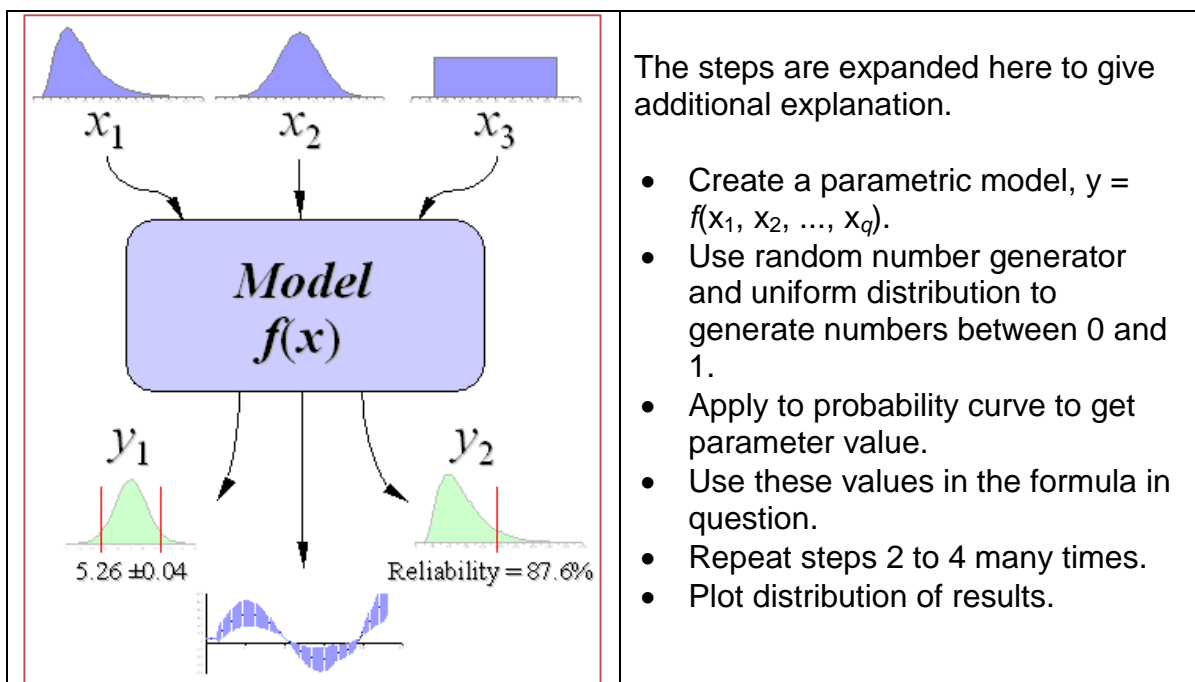 x1 x2 x3
Model
f(x)
y1 y2
5.26 ±0.04 Reliability = 87.6%
The steps are expanded here to give
additional explanation.
• Create a parametric model, y =
f(x1, x2, ..., xq).
• Use random number generator
and uniform distribution to
generate numbers between 0 and
1.
• Apply to probability curve to get
parameter value.
• Use these values in the formula in
question.
• Repeat steps 2 to 4 many times.
• Plot distribution of results.